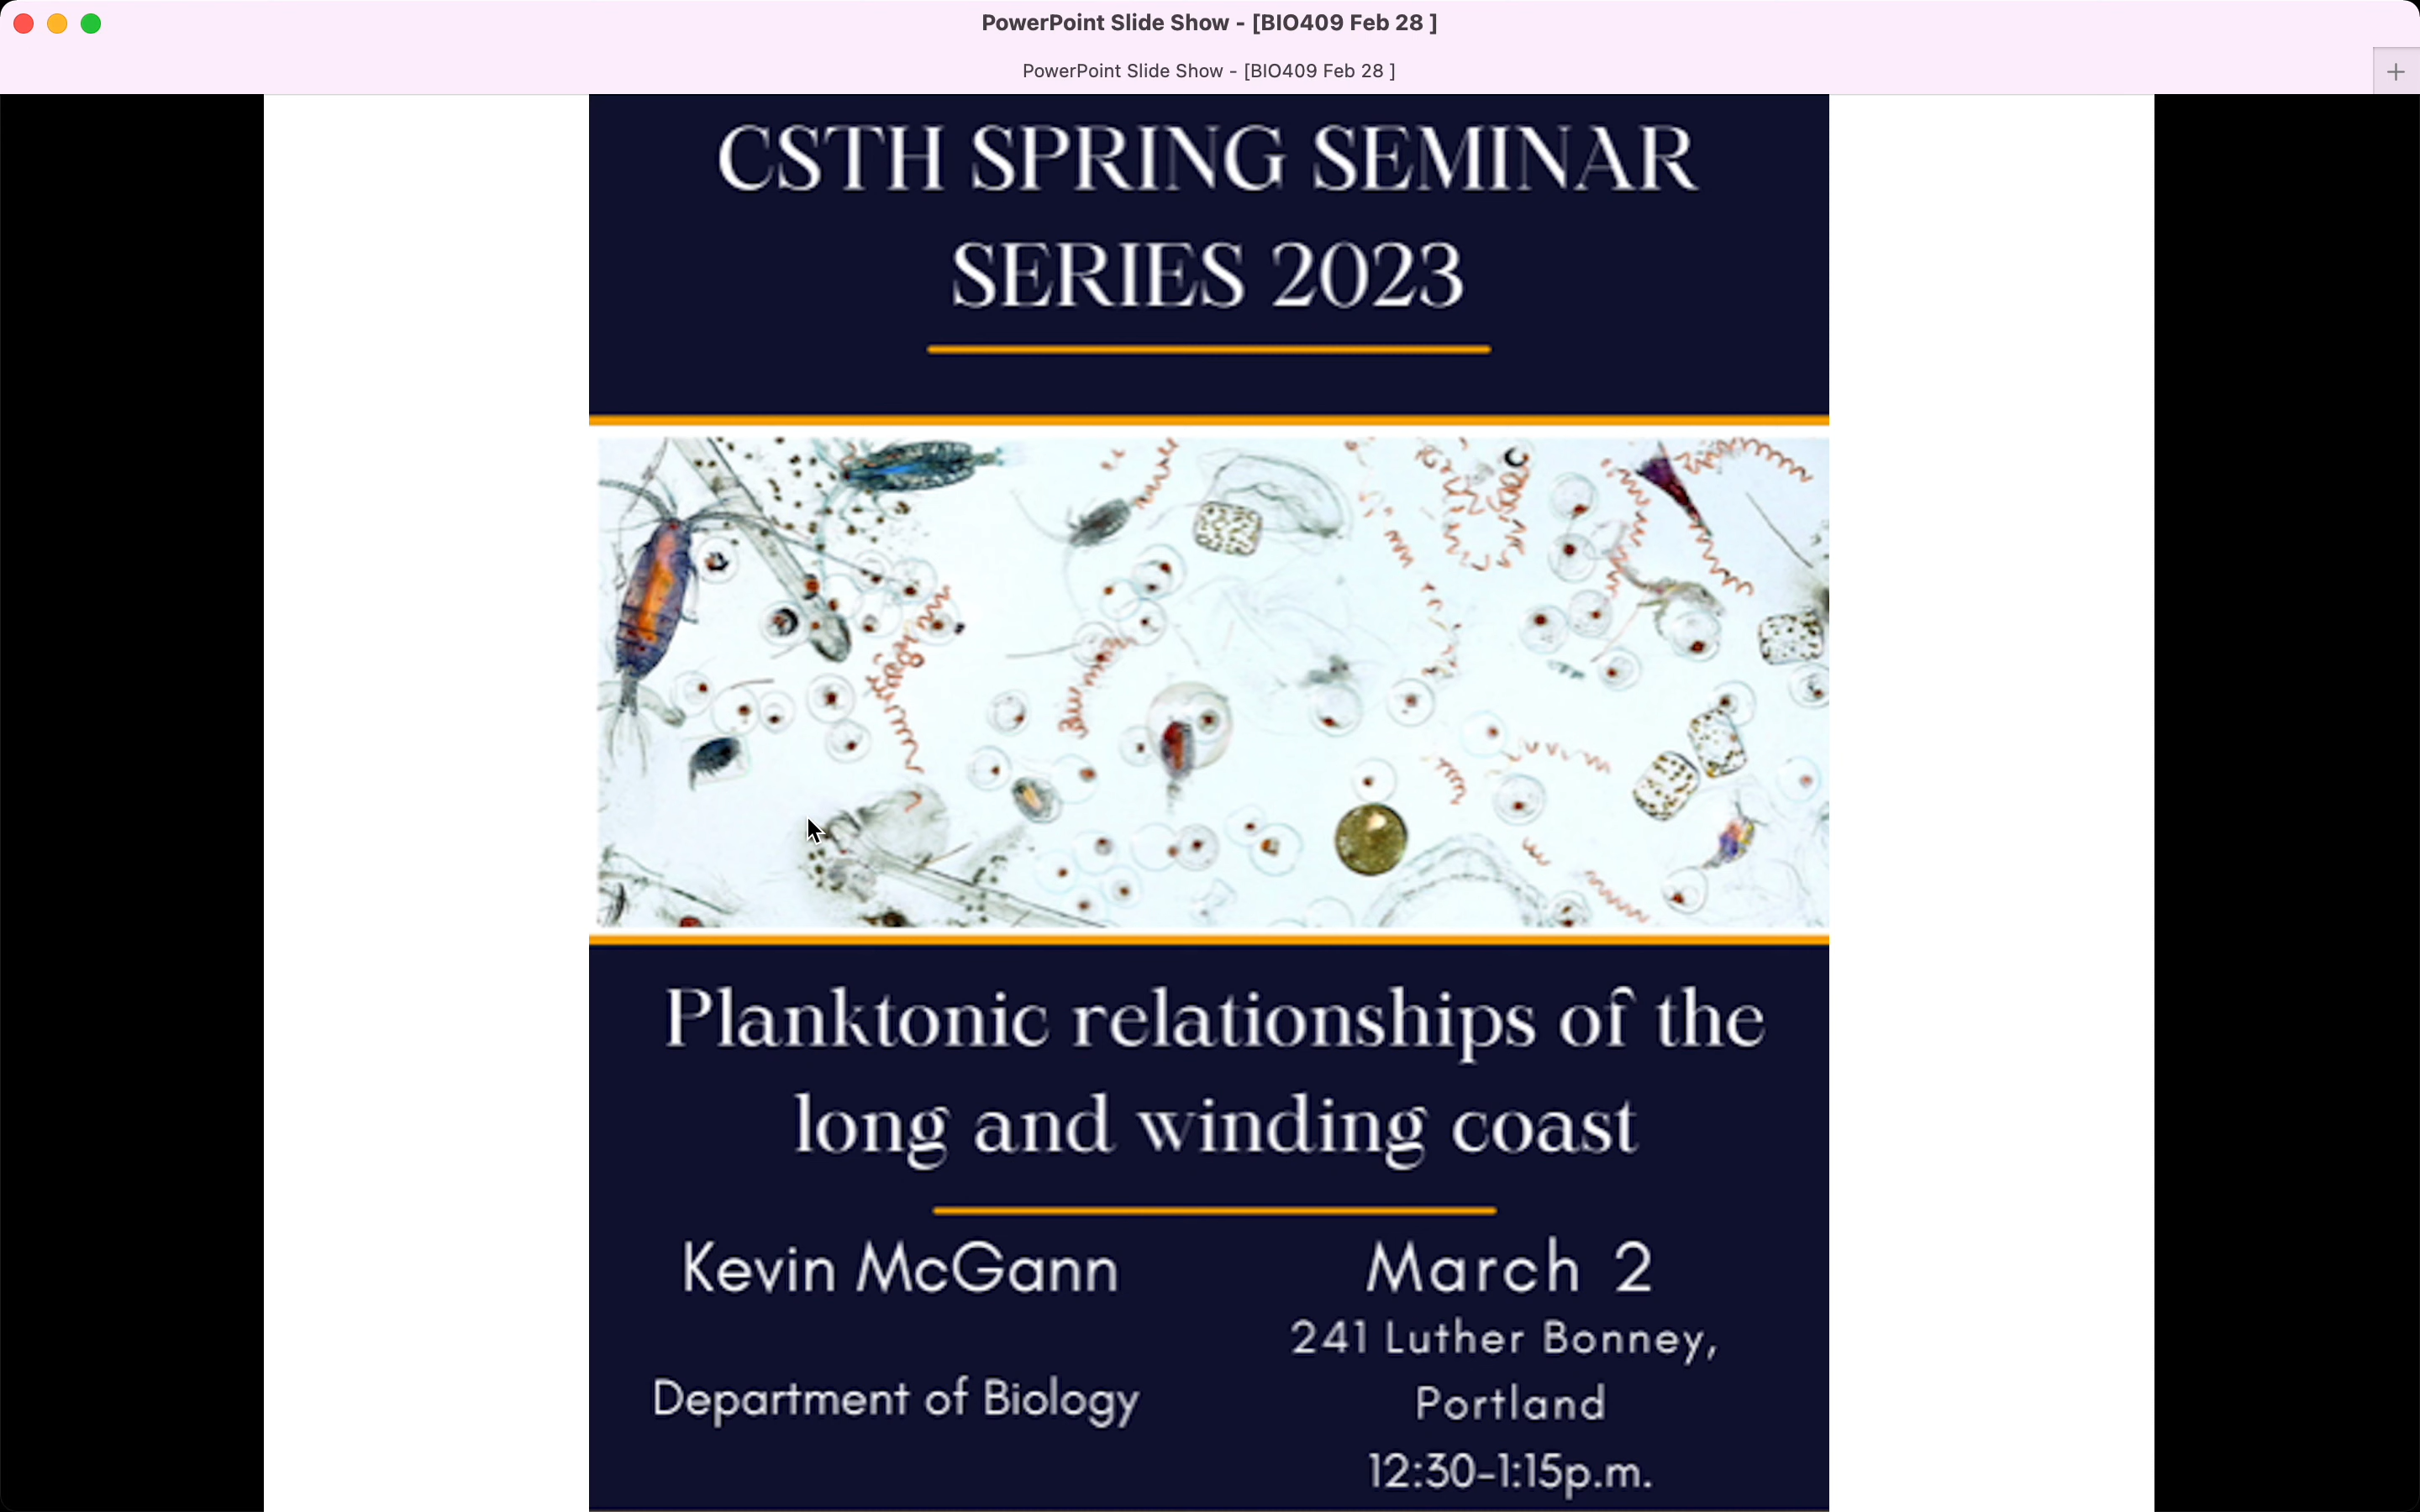 PowerPoint Slide Show - [BIO409 Feb 28 ]
PowerPoint Slide Show - [BIO409 Feb 28 ]
CSTH SPRING SEMINAR
SERIES 2023
Planktonic relationships of the
long and winding coast
Kevin McGann
Department of Biology
March 2
241 Luther Bonney,
Portland
12:30-1:15p.m.